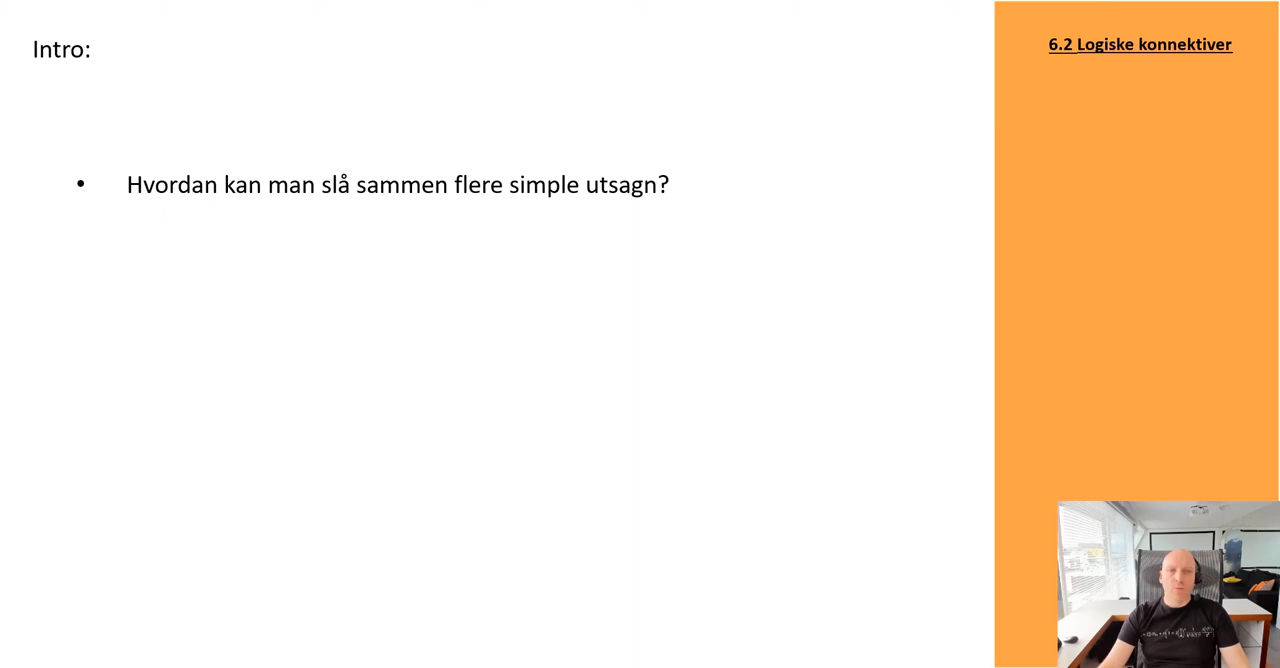 Intro:
6.2 Logiske konnektiver
• Hvordan kan man slå sammen flere simple utsagn?